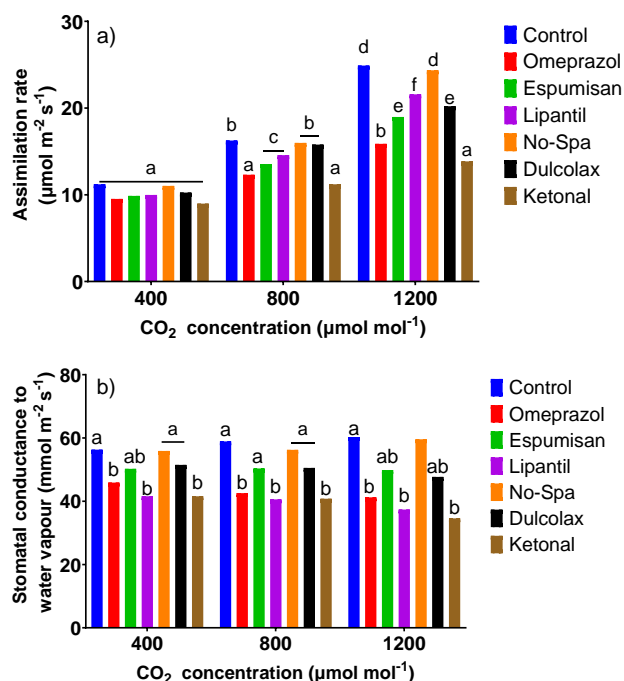 a)
30
20
10
0
Assimilation rate
(µmol m⁻² s⁻¹)
a
b a c b a
d b e f d e a
400 800 1200
CO₂ concentration (µmol mol⁻¹)
Control
Omeprazol
Espumisan
Lipantil
No-Spa
Dulcolax
Ketonal
b)
80
60
40
20
0
Stomatal conductance to
water vapour (mmol m⁻² s⁻¹)
a b ab b a b
a b a b a b
a b ab b ab b
400 800 1200
CO₂ concentration (µmol mol⁻¹)
Control
Omeprazol
Espumisan
Lipantil
No-Spa
Dulcolax
Ketonal